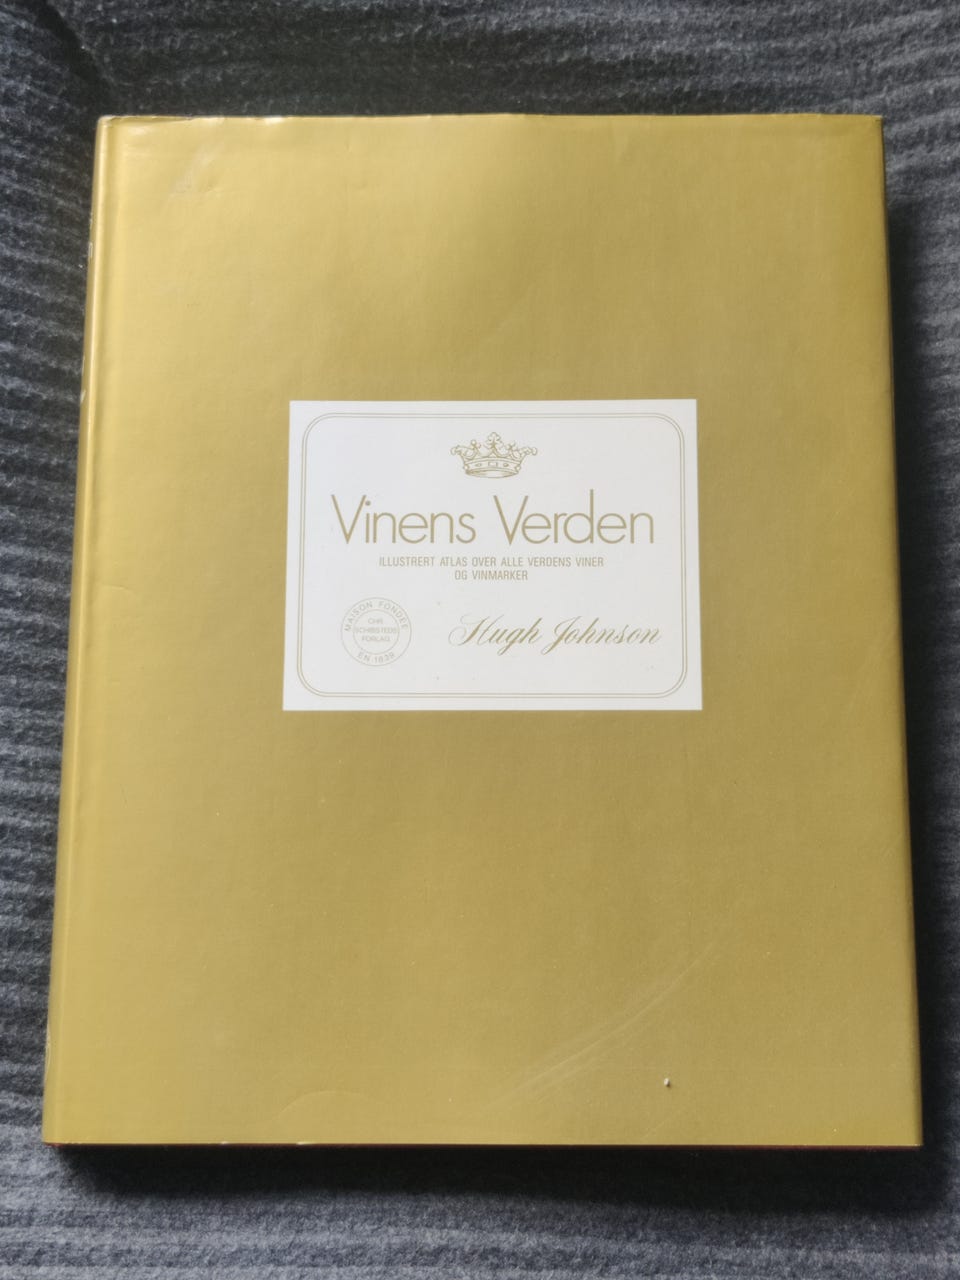 Vinens Verden
ILLUSTRERT ATLAS OVER ALLE VERDENS VINER
OG VINMARKER
MAISON FONDÉE
CHR.
SCHIBSTEDS
FORLAG
EN 1839
Hugh Johnson